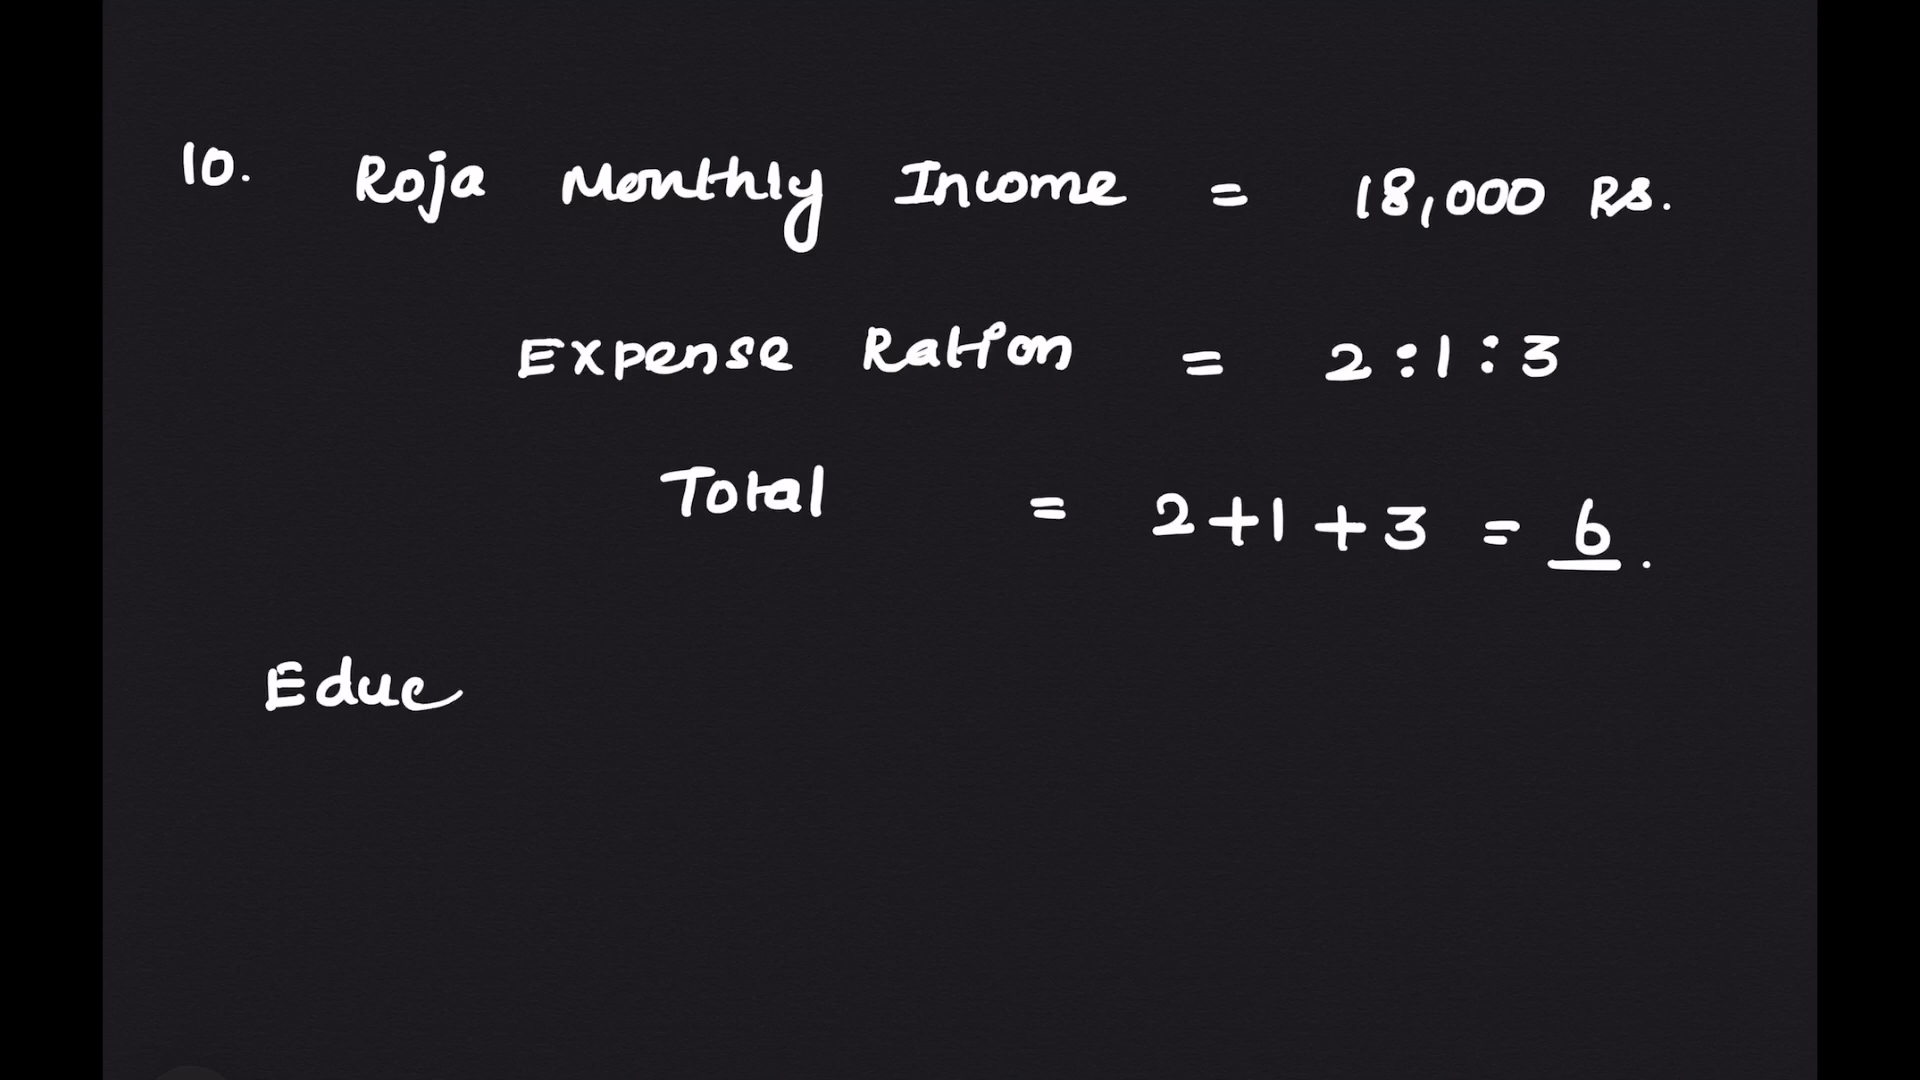 10. Roja Monthly Income = 18,000 Rs.
Expense Ration = 2:1:3
Total = 2+1+3 = 6.
Educ